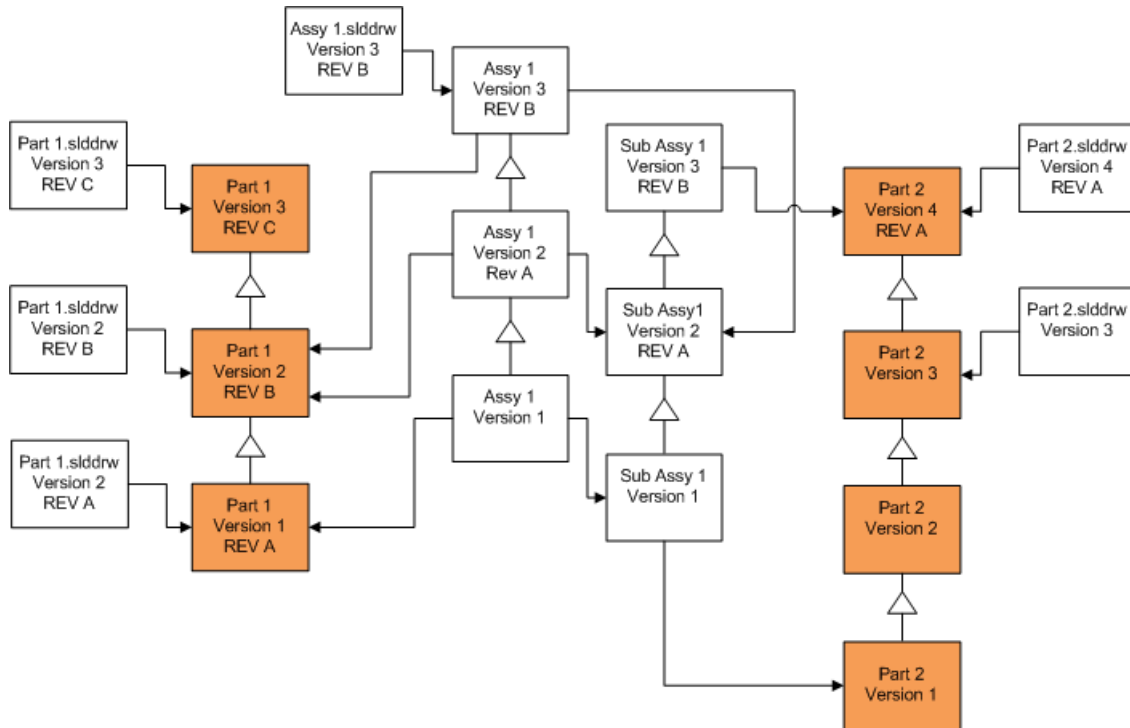 Assy 1.slddrw
Version 3
REV B
Assy 1
Version 3
REV B
Part 1.slddrw
Version 3
REV C
Part 1
Version 3
REV C
Sub Assy 1
Version 3
REV B
Part 2
Version 4
REV A
Part 2.slddrw
Version 4
REV A
Assy 1
Version 2
Rev A
Part 1.slddrw
Version 2
REV B
Part 1
Version 2
REV B
Sub Assy1
Version 2
REV A
Part 2
Version 3
Part 2.slddrw
Version 3
Assy 1
Version 1
Part 1.slddrw
Version 2
REV A
Part 1
Version 1
REV A
Sub Assy 1
Version 1
Part 2
Version 2
Part 2
Version 1